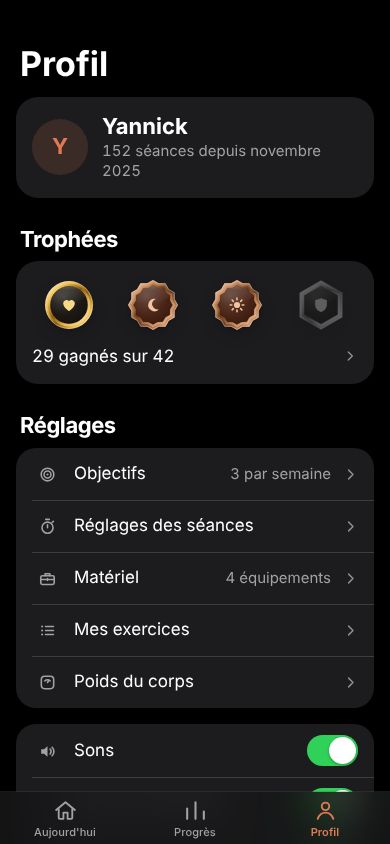 Profil
Y
Yannick
152 séances depuis novembre
2025
Trophées
29 gagnés sur 42
Réglages
Objectifs 3 par semaine
Réglages des séances
Matériel 4 équipements
Mes exercices
Poids du corps
Sons
Aujourd'hui Progrès Profil